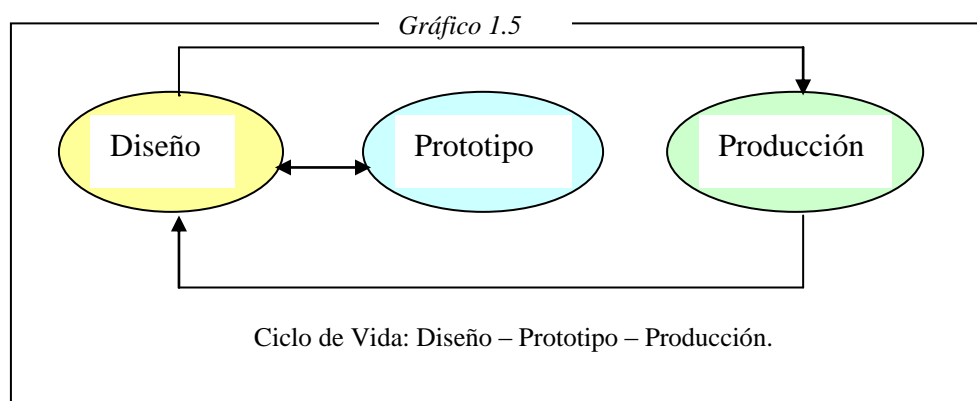 Gráfico 1.5
Diseño
Prototipo
Producción
Ciclo de Vida: Diseño – Prototipo – Producción.